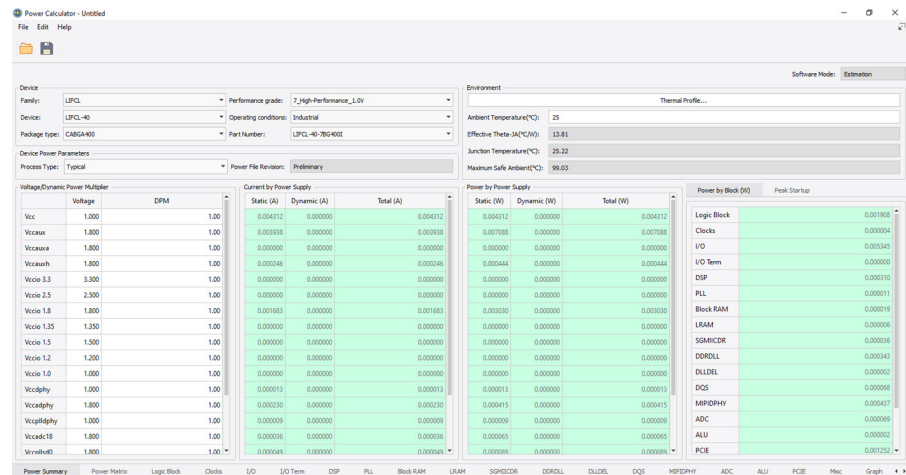 Power Calculator - Untitled
File Edit Help
Software Mode: Estimation
Device
Family: LIFCL Performance grade: 7_High-Performance_1.0V
Device: LIFCL-40 Operating conditions: Industrial
Package type: CABGA400 Part Number: LIFCL-40-7BG400I
Device Power Parameters
Process Type: Typical Power File Revision: Preliminary
Environment
Thermal Profile...
Ambient Temperature(°C): 25
Effective Theta-JA(°C/W): 13.81
Junction Temperature(°C): 25.22
Maximum Safe Ambient(°C): 99.03
Voltage/Dynamic Power Multiplier
Voltage DPM
Vcc 1.000 1.00
Vccaux 1.800 1.00
Vccauxa 1.800 1.00
Vccauxh 1.800 1.00
Vccio 3.3 3.300 1.00
Vccio 2.5 2.500 1.00
Vccio 1.8 1.800 1.00
Vccio 1.35 1.350 1.00
Vccio 1.5 1.500 1.00
Vccio 1.2 1.200 1.00
Vccio 1.0 1.000 1.00
Vccdphy 1.000 1.00
Vccadphy 1.800 1.00
Vccplldphy 1.000 1.00
Vccadc18 1.800 1.00
1.000 1.00
Current by Power Supply
Static (A) Dynamic (A) Total (A)
0.004312 0.000000 0.004312
0.003938 0.000000 0.003938
0.000000 0.000000 0.000000
0.000246 0.000000 0.000246
0.000000 0.000000 0.000000
0.000000 0.000000 0.000000
0.001683 0.000000 0.001683
0.000000 0.000000 0.000000
0.000000 0.000000 0.000000
0.000000 0.000000 0.000000
0.000000 0.000000 0.000000
0.000013 0.000000 0.000013
0.000230 0.000000 0.000230
0.000009 0.000000 0.000009
0.000036 0.000000 0.000036
0.000049 0.000000 0.000049
Power by Power Supply
Static (W) Dynamic (W) Total (W)
0.004312 0.000000 0.004312
0.007088 0.000000 0.007088
0.000000 0.000000 0.000000
0.000444 0.000000 0.000444
0.000000 0.000000 0.000000
0.000000 0.000000 0.000000
0.003030 0.000000 0.003030
0.000000 0.000000 0.000000
0.000000 0.000000 0.000000
0.000000 0.000000 0.000000
0.000000 0.000000 0.000000
0.000013 0.000000 0.000013
0.000415 0.000000 0.000415
0.000009 0.000000 0.000009
0.000065 0.000000 0.000065
0.000049 0.000000 0.000049
Power by Block (W) Peak Startup
Logic Block 0.001908
Clocks 0.000004
I/O 0.005345
I/O Term 0.000000
DSP 0.000310
PLL 0.000011
Block RAM 0.000019
LRAM 0.000006
SGMIICDR 0.000036
DDRDLL 0.000343
DLLDEL 0.000002
DQS 0.000068
MIPIDPHY 0.000437
ADC 0.000069
ALU 0.000002
PCIE 0.001252
Power Summary Power Matrix Logic Block Clocks I/O I/O Term DSP PLL Block RAM LRAM SGMIICDR DDRDLL DLLDEL DQS MIPIDPHY ADC ALU PCIE Misc Graph